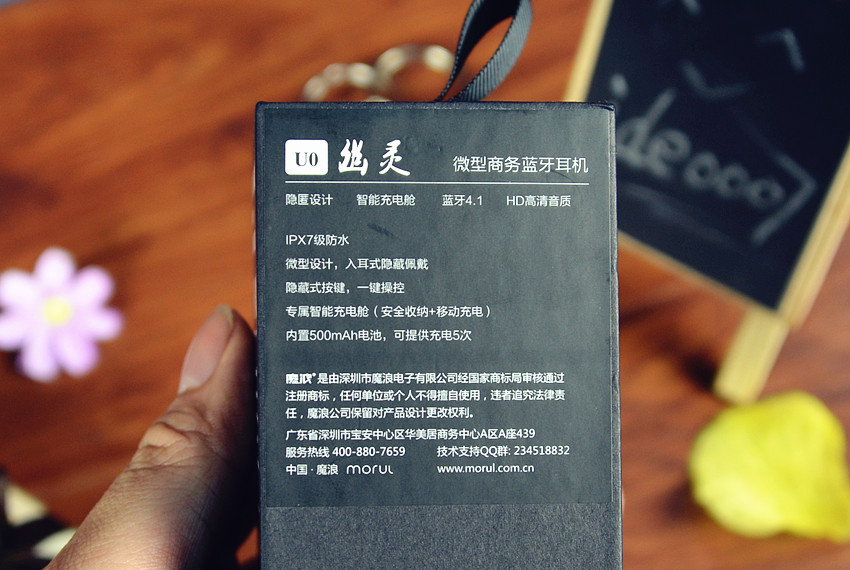 U0 幽灵 微型商务蓝牙耳机
隐匿设计 智能充电舱 蓝牙4.1 HD高清音质
IPX7级防水
微型设计，入耳式隐藏佩戴
隐藏式按键，一键操控
专属智能充电舱（安全收纳+移动充电）
内置500mAh电池，可提供充电5次
魔浪®是由深圳市魔浪电子有限公司经国家商标局审核通过
注册商标，任何单位或个人不得擅自使用，违者追究法律责
任，魔浪公司保留对产品设计更改权利。
广东省深圳市宝安中心区华美居商务中心A区A座439
服务热线 400-880-7659 技术支持QQ群: 234518832
中国·魔浪 morul www.morul.com.cn